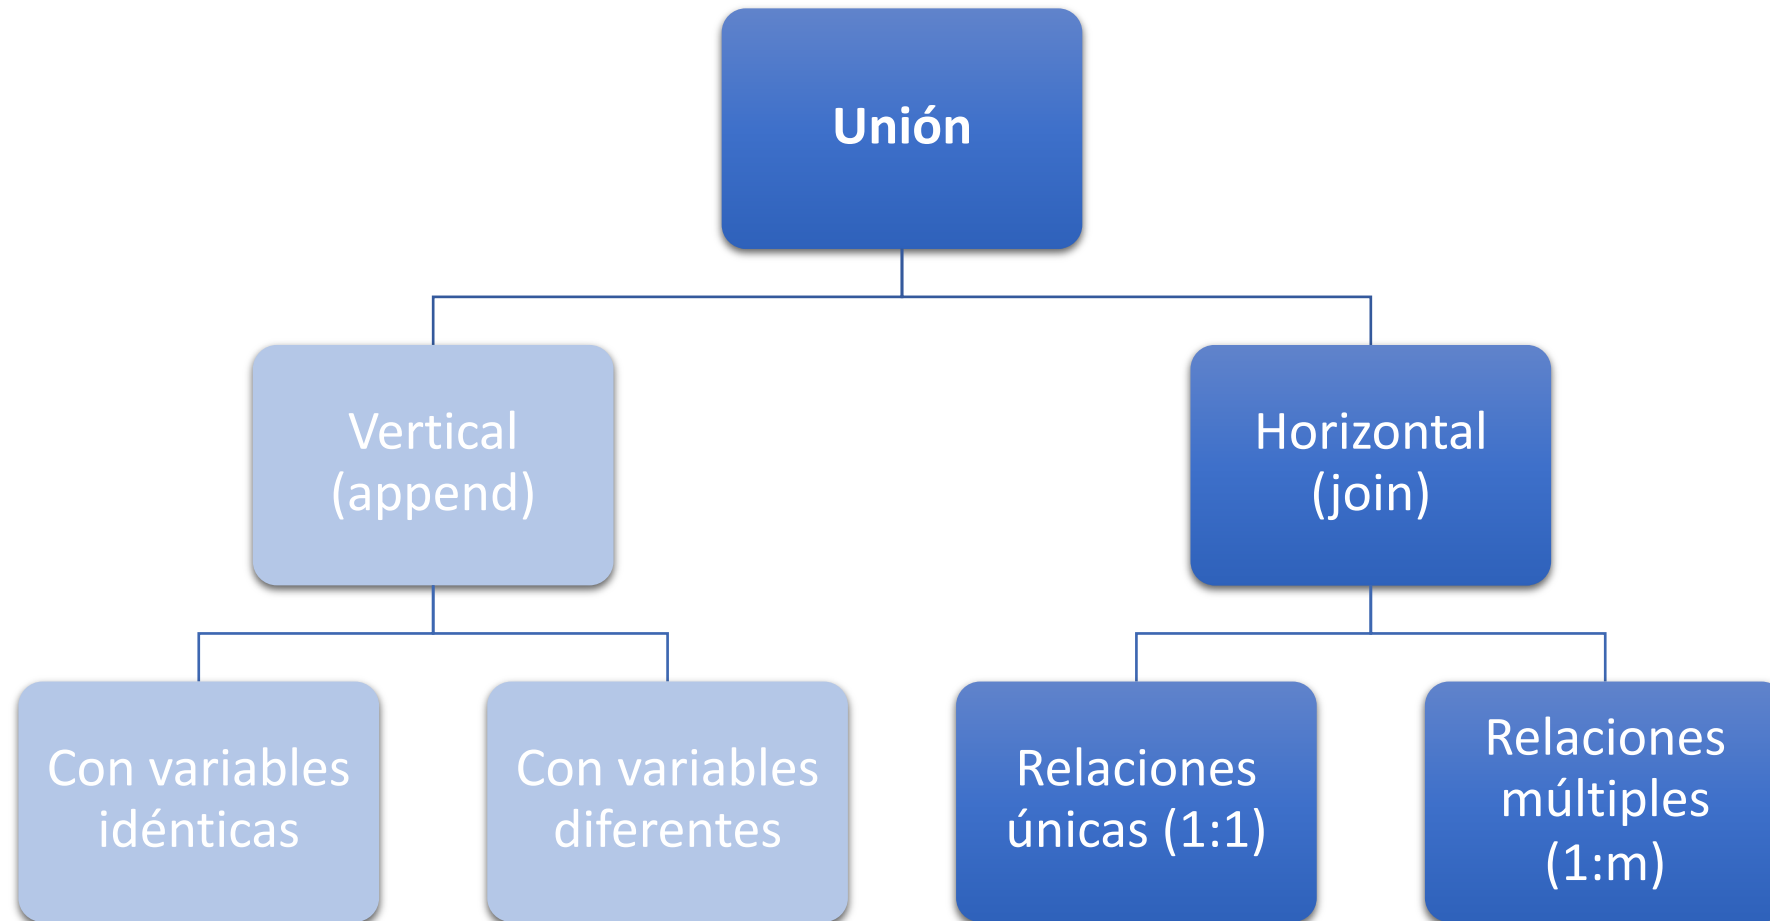 Unión
Vertical
(append)
Horizontal
(join)
Con variables
idénticas
Con variables
diferentes
Relaciones
únicas (1:1)
Relaciones
múltiples
(1:m)